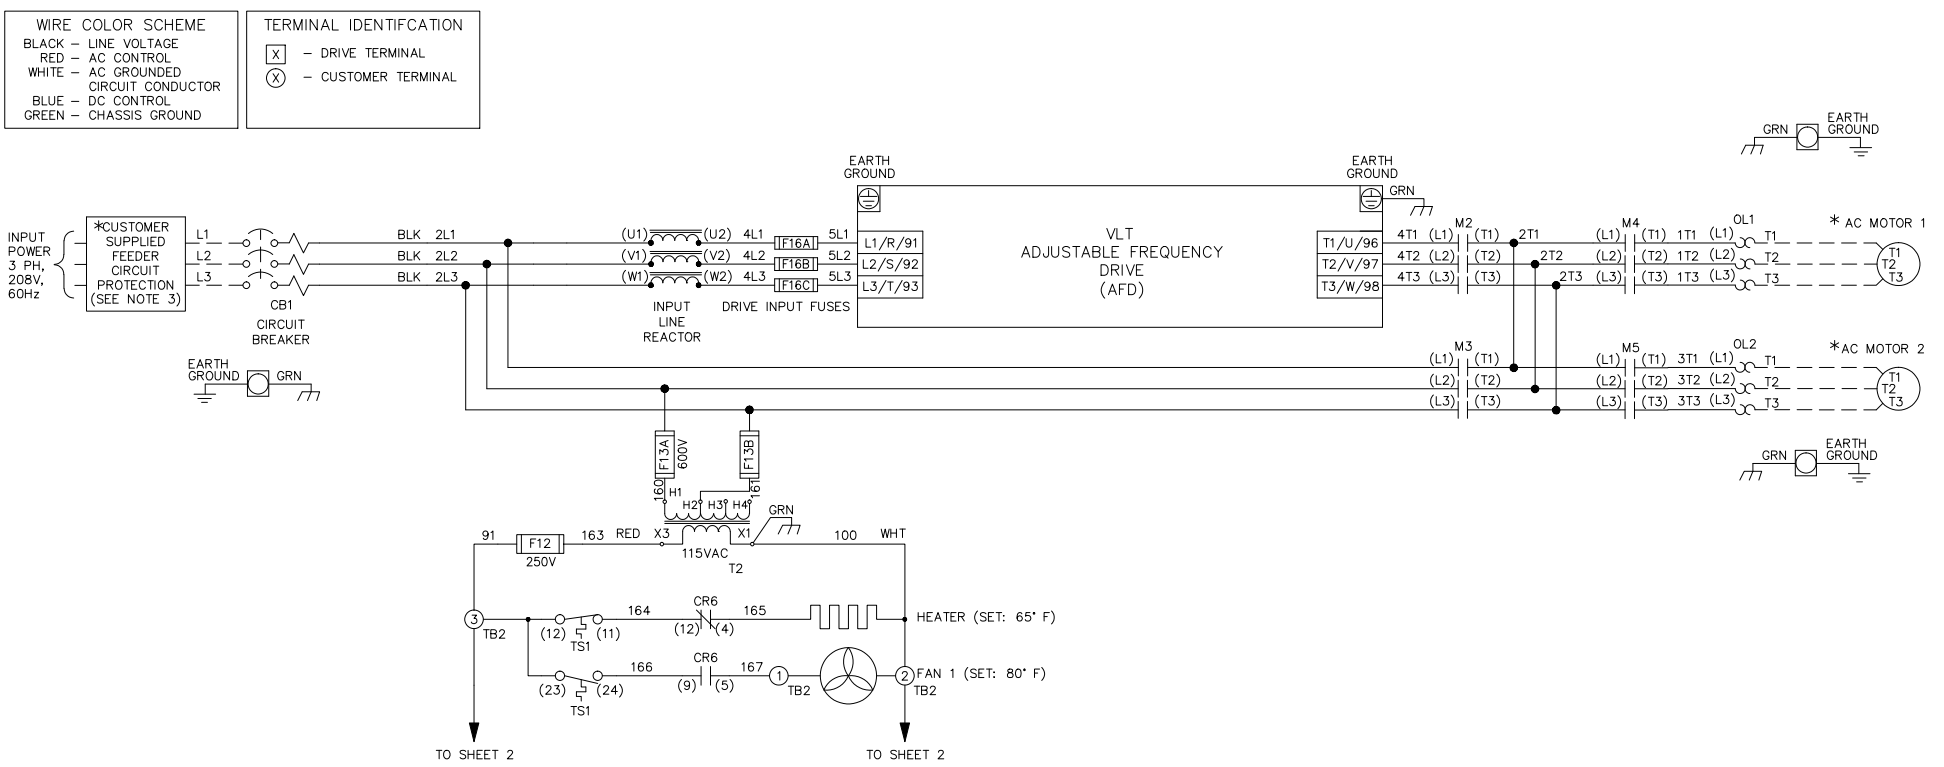 WIRE COLOR SCHEME
BLACK – LINE VOLTAGE
RED – AC CONTROL
WHITE – AC GROUNDED
CIRCUIT CONDUCTOR
BLUE – DC CONTROL
GREEN – CHASSIS GROUND
TERMINAL IDENTIFCATION
X – DRIVE TERMINAL
X – CUSTOMER TERMINAL
GRN
EARTH
GROUND
INPUT
POWER
3 PH,
208V,
60Hz
*CUSTOMER
SUPPLIED
FEEDER
CIRCUIT
PROTECTION
(SEE NOTE 3)
L1
L2
L3
CB1
CIRCUIT
BREAKER
BLK 2L1
BLK 2L2
BLK 2L3
(U1) (U2) 4L1 F16A 5L1
(V1) (V2) 4L2 F16B 5L2
(W1) (W2) 4L3 F16C 5L3
INPUT
LINE
REACTOR
DRIVE INPUT FUSES
EARTH
GROUND
L1/R/91
L2/S/92
L3/T/93
VLT
ADJUSTABLE FREQUENCY
DRIVE
(AFD)
EARTH
GROUND
GRN
T1/U/96
T2/V/97
T3/W/98
M2 M4 OL1
4T1 (L1) (T1) 2T1 (L1) (T1) 1T1 (L1) T1
4T2 (L2) (T2) 2T2 (L2) (T2) 1T2 (L2) T2
4T3 (L3) (T3) 2T3 (L3) (T3) 1T3 (L3) T3
* AC MOTOR 1
T1
T2
T3
EARTH
GROUND
GRN
M3 M5 OL2
(L1) (T1) (L1) (T1) 3T1 (L1) T1
(L2) (T2) (L2) (T2) 3T2 (L2) T2
(L3) (T3) (L3) (T3) 3T3 (L3) T3
*AC MOTOR 2
T1
T2
T3
GRN
EARTH
GROUND
F13A
600V
F13B
160
161
H1
H2 H3 H4
GRN
91 F12 163 RED X3 X1 100 WHT
250V
115VAC
T2
3
TB2
(12) (11)
TS1
164
CR6
(12) (4)
165
HEATER (SET: 65° F)
(23) (24)
TS1
166
CR6
(9) (5)
167
1
TB2
2
TB2
FAN 1 (SET: 80° F)
TO SHEET 2
TO SHEET 2